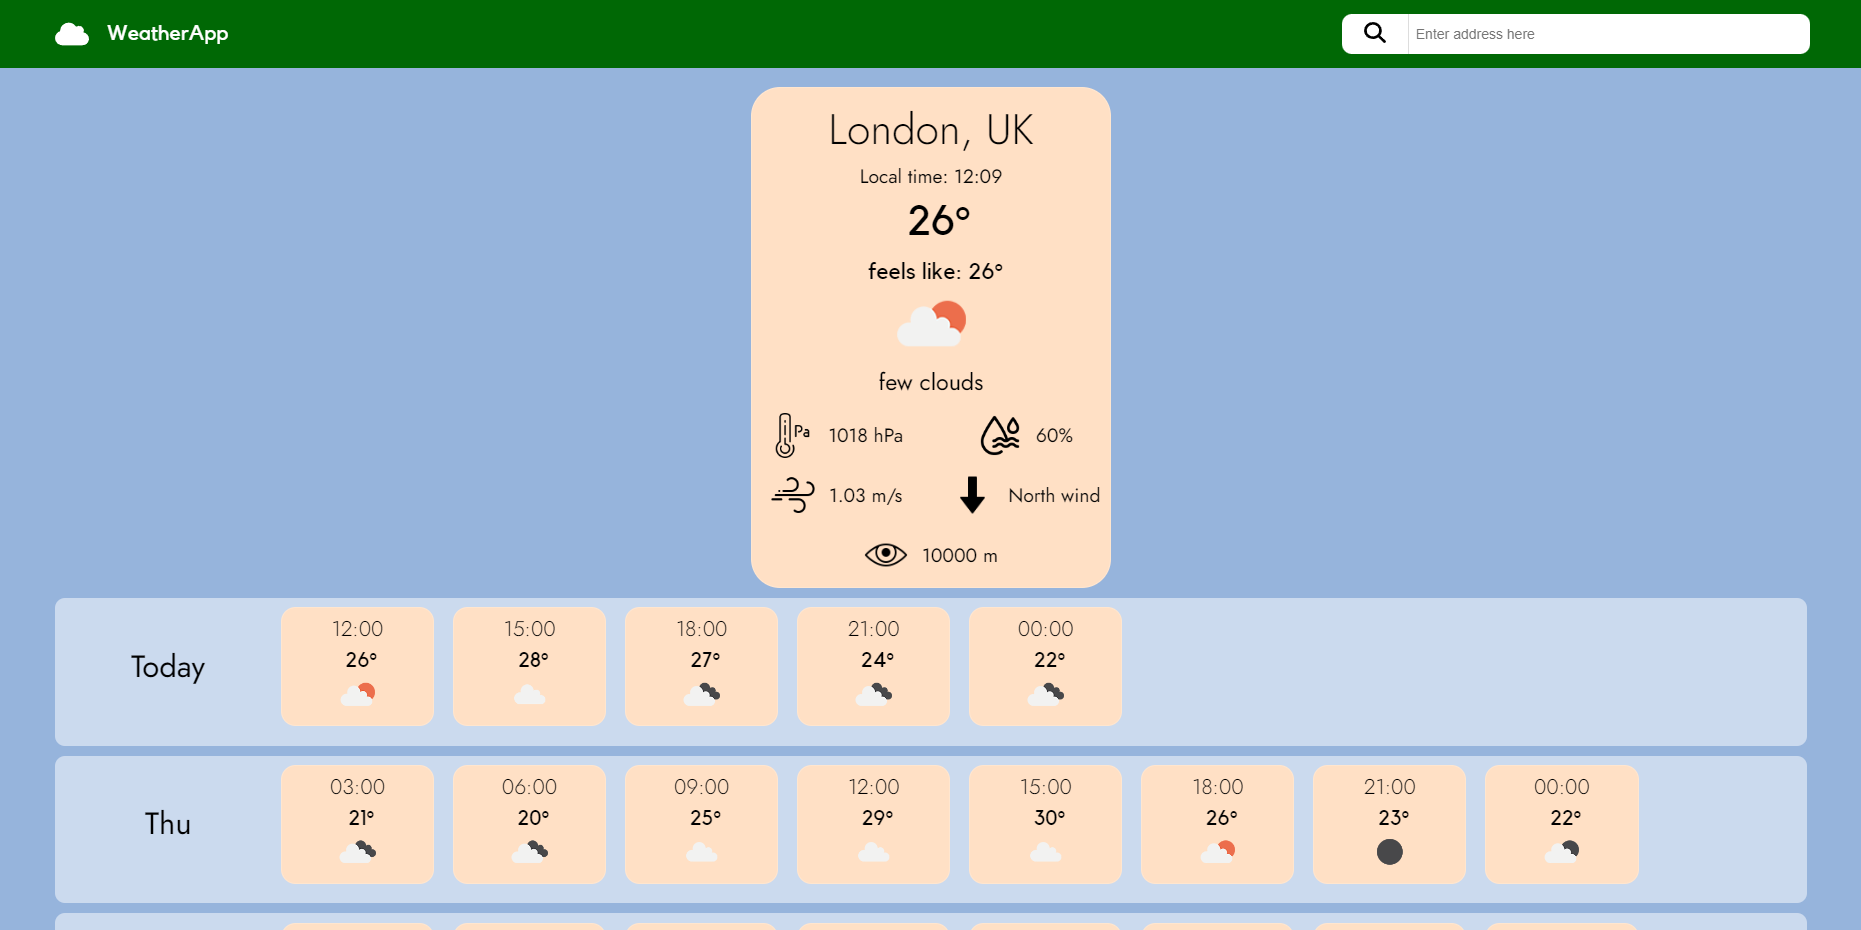 WeatherApp
Enter address here
London, UK
Local time: 12:09
26°
feels like: 26°
few clouds
Pa 1018 hPa 60%
1.03 m/s North wind
10000 m
Today
12:00 15:00 18:00 21:00 00:00
26° 28° 27° 24° 22°
Thu
03:00 06:00 09:00 12:00 15:00 18:00 21:00 00:00
21° 20° 25° 29° 30° 26° 23° 22°